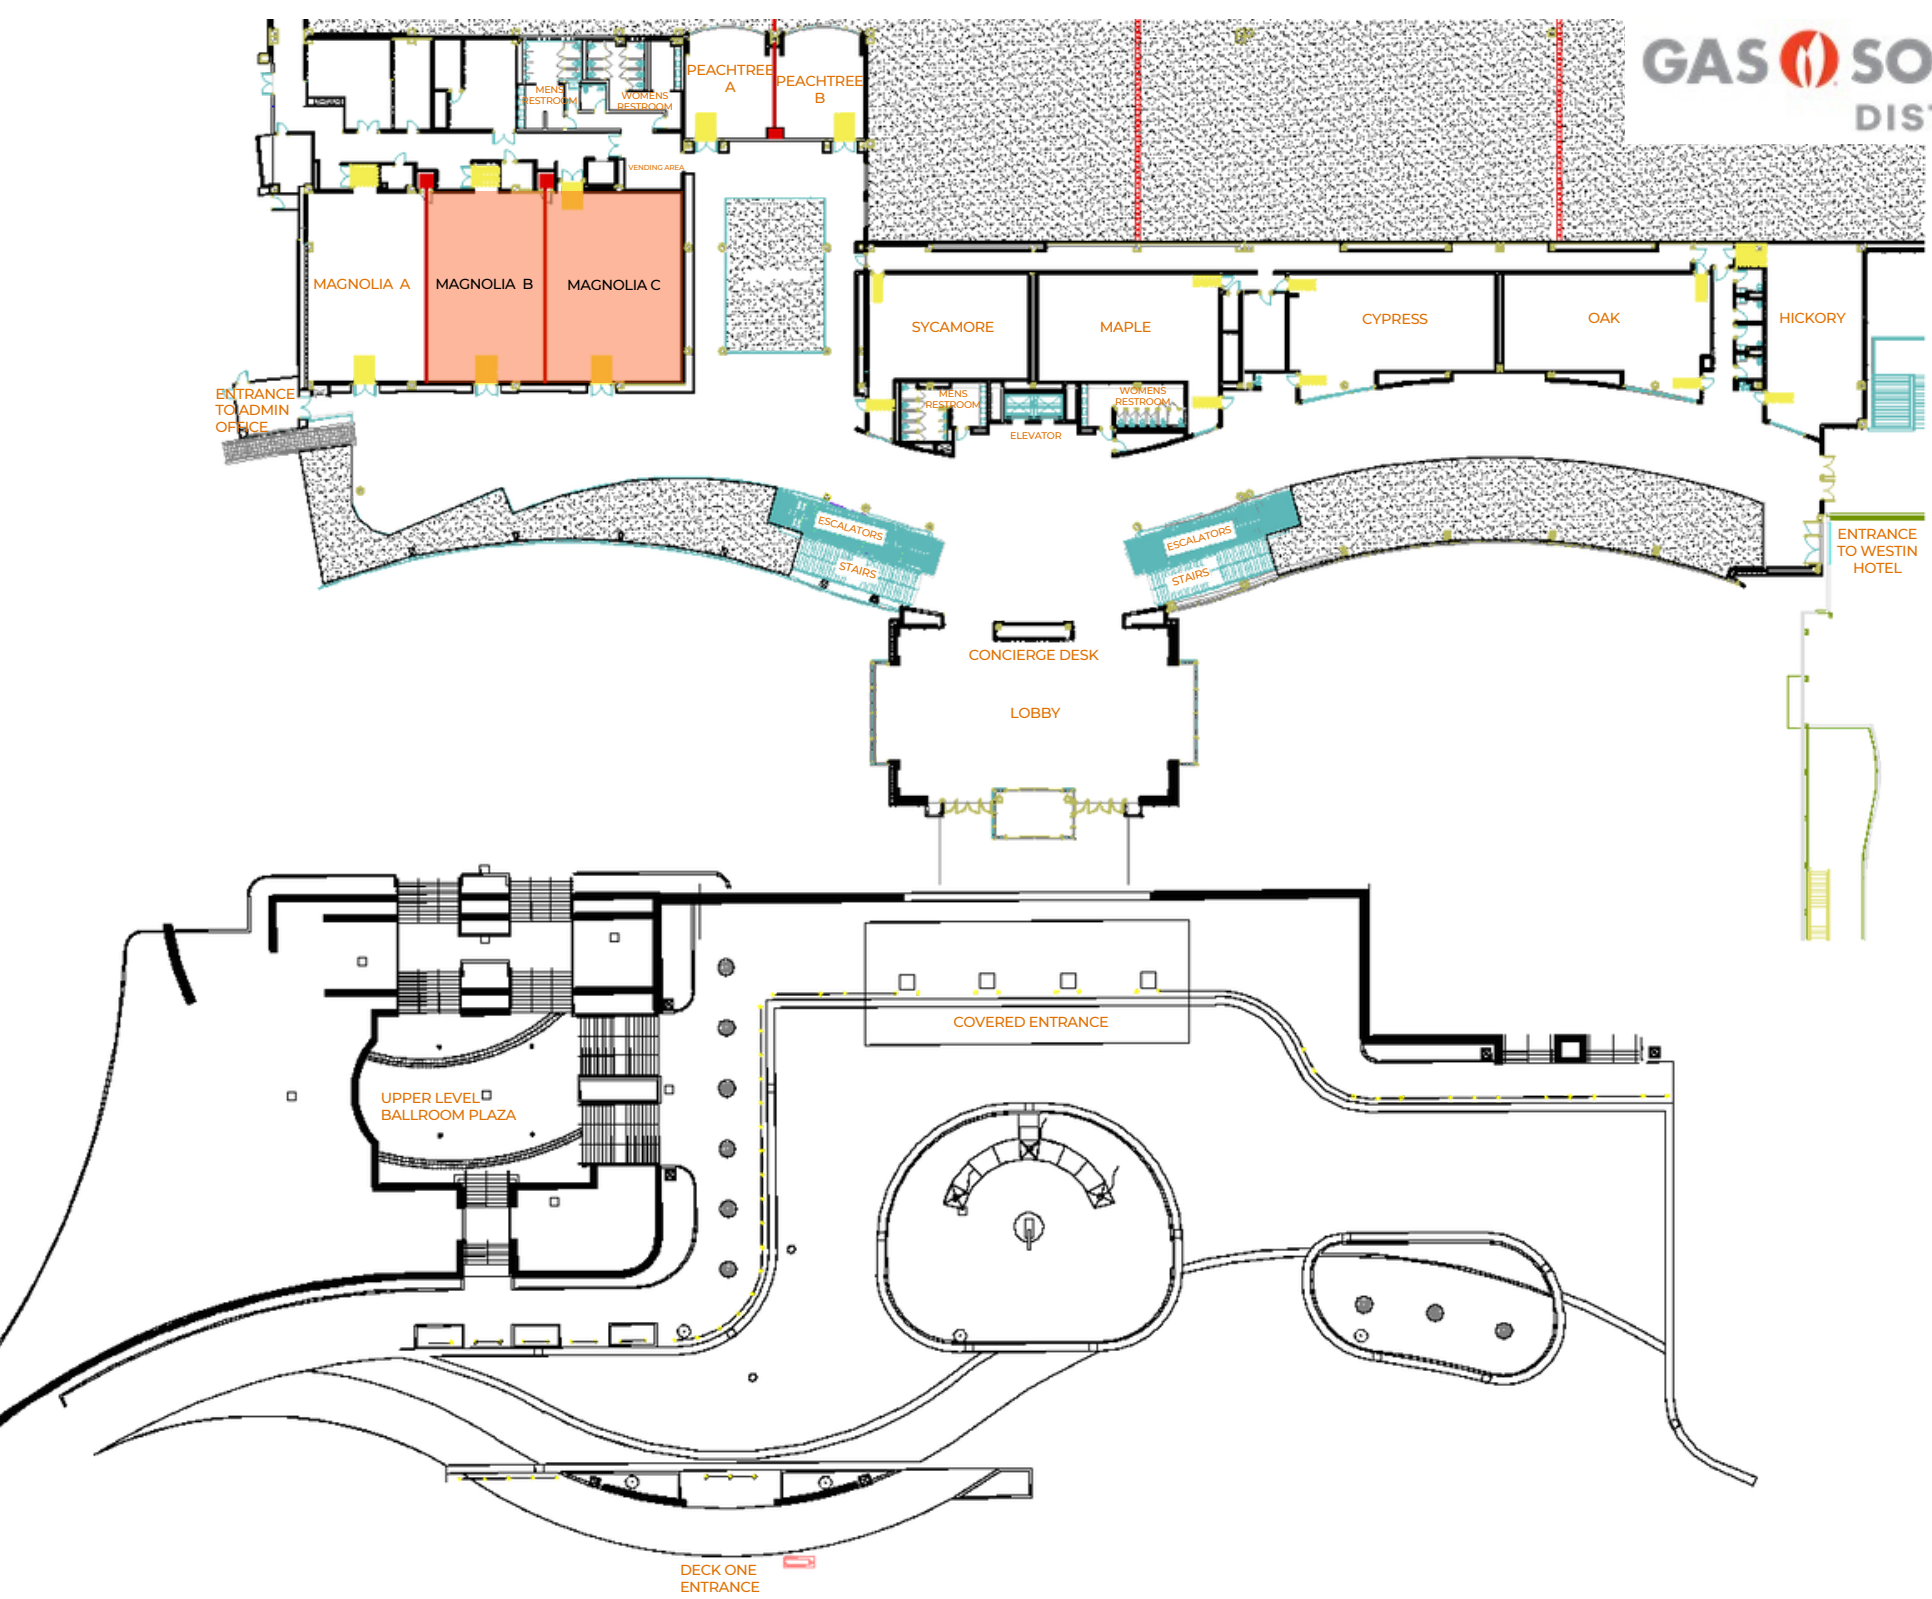 GAS SO
DIS
PEACHTREE
A
PEACHTREE
B
MENS
RESTROOM
WOMENS
RESTROOM
VENDING AREA
MAGNOLIA A
MAGNOLIA B
MAGNOLIA C
SYCAMORE
MAPLE
CYPRESS
OAK
HICKORY
ENTRANCE
TO ADMIN
OFFICE
MENS
RESTROOM
WOMENS
RESTROOM
ELEVATOR
ESCALATORS
STAIRS
ESCALATORS
STAIRS
ENTRANCE
TO WESTIN
HOTEL
CONCIERGE DESK
LOBBY
COVERED ENTRANCE
UPPER LEVEL
BALLROOM PLAZA
DECK ONE
ENTRANCE